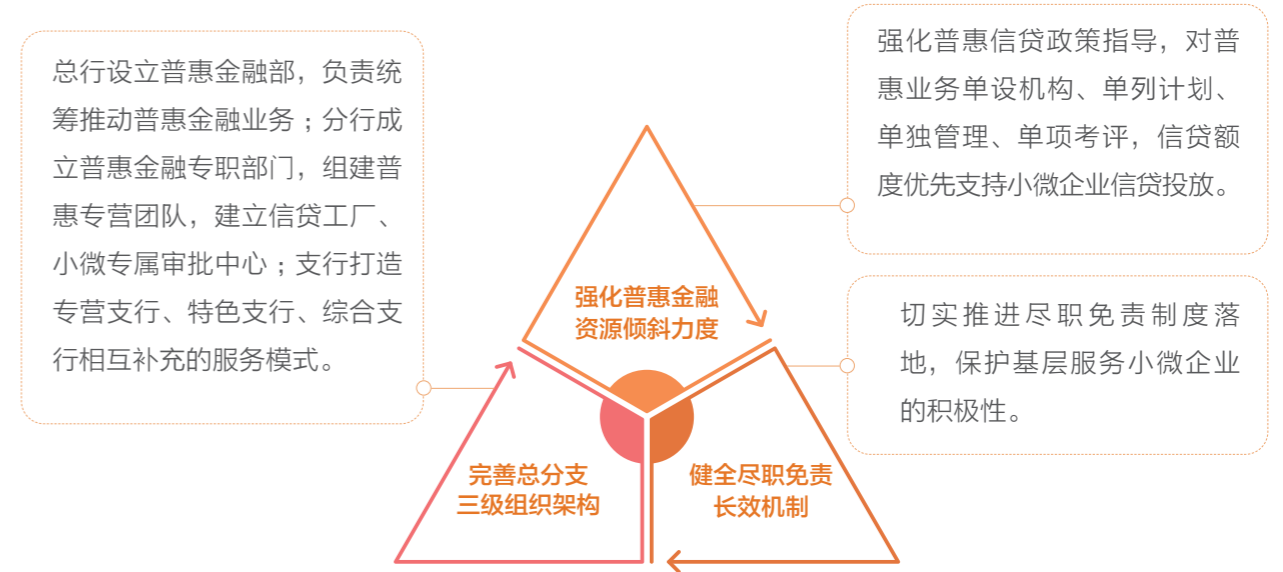 总行设立普惠金融部，负责统
筹推动普惠金融业务；分行成
立普惠金融专职部门，组建普
惠专营团队，建立信贷工厂、
小微专属审批中心；支行打造
专营支行、特色支行、综合支
行相互补充的服务模式。
强化普惠信贷政策指导，对普
惠业务单设机构、单列计划、
单独管理、单项考评，信贷额
度优先支持小微企业信贷投放。
切实推进尽职免责制度落
地，保护基层服务小微企业
的积极性。
强化普惠金融
资源倾斜力度
完善总分支
三级组织架构
健全尽职免责
长效机制